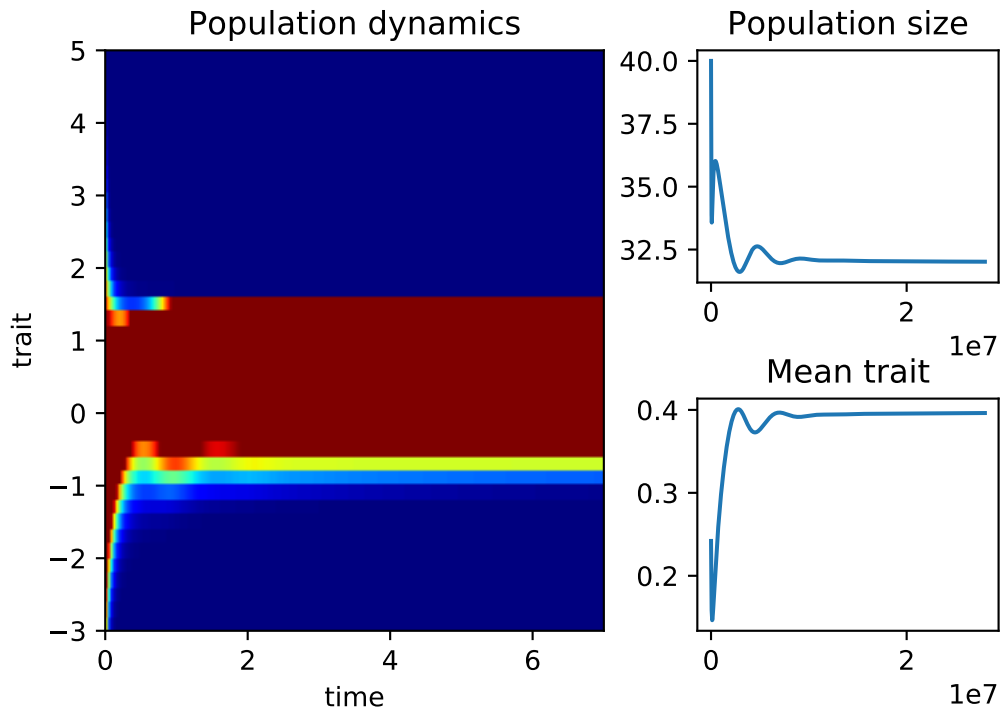 Population dynamics
5
4
3
2
1
0
−1
−2
−3
trait
0 2 4 6
time
Population size
40.0
37.5
35.0
32.5
0 2
1e7
Mean trait
0.4
0.3
0.2
0 2
1e7